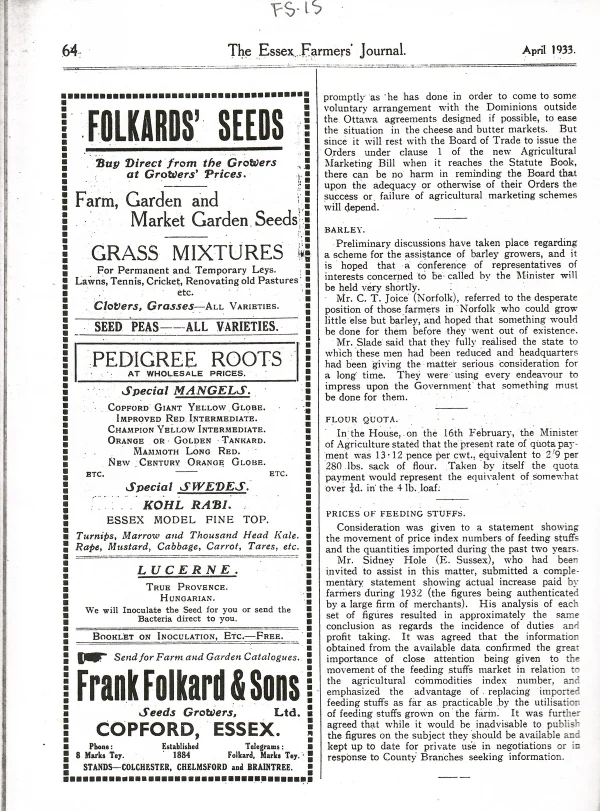 FS-15
64
The Essex Farmers' Journal.
April 1933.
FOLKARDS' SEEDS
Buy Direct from the Growers
at Growers' Prices.
Farm, Garden and
Market Garden Seeds
GRASS MIXTURES
For Permanent and Temporary Leys.
Lawns, Tennis, Cricket, Renovating old Pastures
etc.
Clovers, Grasses—ALL VARIETIES.
SEED PEAS——ALL VARIETIES.
PEDIGREE ROOTS
AT WHOLESALE PRICES.
Special MANGELS.
COPFORD GIANT YELLOW GLOBE.
IMPROVED RED INTERMEDIATE.
CHAMPION YELLOW INTERMEDIATE.
ORANGE OR GOLDEN TANKARD.
MAMMOTH LONG RED.
NEW CENTURY ORANGE GLOBE.
ETC. ETC.
Special SWEDES.
KOHL RABI.
ESSEX MODEL FINE TOP.
Turnips, Marrow and Thousand Head Kale.
Rape, Mustard, Cabbage, Carrot, Tares, etc.
LUCERNE.
TRUE PROVENCE.
HUNGARIAN.
We will Inoculate the Seed for you or send the
Bacteria direct to you.
BOOKLET ON INOCULATION, ETC.—FREE.
Send for Farm and Garden Catalogues.
Frank Folkard & Sons
Seeds Growers, Ltd.
COPFORD, ESSEX.
Phone: Established Telegrams:
8 Marks Tey. 1884 Folkard, Marks Tey.
STANDS—COLCHESTER, CHELMSFORD and BRAINTREE.
promptly as he has done in order to come to some
voluntary arrangement with the Dominions outside
the Ottawa agreements designed if possible, to ease
the situation in the cheese and butter markets. But
since it will rest with the Board of Trade to issue the
Orders under clause 1 of the new Agricultural
Marketing Bill when it reaches the Statute Book,
there can be no harm in reminding the Board that
upon the adequacy or otherwise of their Orders the
success or failure of agricultural marketing schemes
will depend.
BARLEY.
Preliminary discussions have taken place regarding
a scheme for the assistance of barley growers, and it
is hoped that a conference of representatives of
interests concerned to be called by the Minister will
be held very shortly.
Mr. C. T. Joice (Norfolk), referred to the desperate
position of those farmers in Norfolk who could grow
little else but barley, and hoped that something would
be done for them before they went out of existence.
Mr. Slade said that they fully realised the state to
which these men had been reduced and headquarters
had been giving the matter serious consideration for
a long time. They were using every endeavour to
impress upon the Government that something must
be done for them.
FLOUR QUOTA.
In the House, on the 16th February, the Minister
of Agriculture stated that the present rate of quota pay-
ment was 13·12 pence per cwt., equivalent to 2/9 per
280 lbs. sack of flour. Taken by itself the quota
payment would represent the equivalent of somewhat
over d. in the 4 lb. loaf.
PRICES OF FEEDING STUFFS.
Consideration was given to a statement showing
the movement of price index numbers of feeding stuffs
and the quantities imported during the past two years.
Mr. Sidney Hole (E. Sussex), who had been
invited to assist in this matter, submitted a comple-
mentary statement showing actual increase paid by
farmers during 1932 (the figures being authenticated
by a large firm of merchants). His analysis of each
set of figures resulted in approximately the same
conclusion as regards the incidence of duties and
profit taking. It was agreed that the information
obtained from the available data confirmed the great
importance of close attention being given to the
movement of the feeding stuffs market in relation to
the agricultural commodities index number, and
emphasized the advantage of replacing imported
feeding stuffs as far as practicable by the utilisation
of feeding stuffs grown on the farm. It was further
agreed that while it would be inadvisable to publish
the figures on the subject they should be available and
kept up to date for private use in negotiations or in
response to County Branches seeking information.